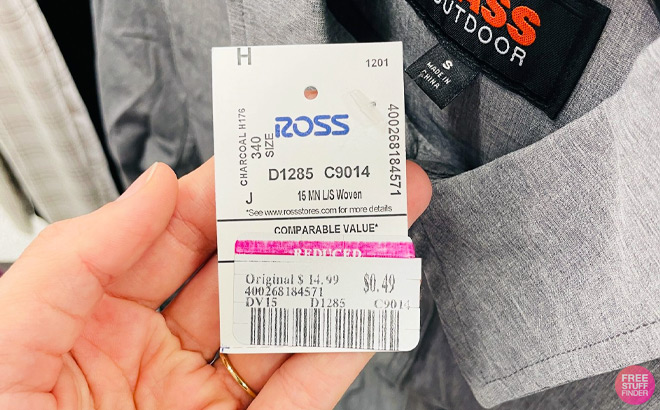 ASS
OUTDOOR
S
MADE IN
CHINA
H
1201
CHARCOAL H176
340
SIZE
ROSS
400268184571
D1285 C9014
J
15 MN L/S Woven
*See www.rossstores.com for more details
COMPARABLE VALUE*
REDUCED
Original $ 14.99
$0.49
400268184571
DV15 D1285 C9014
FREE
STUFF
FINDER